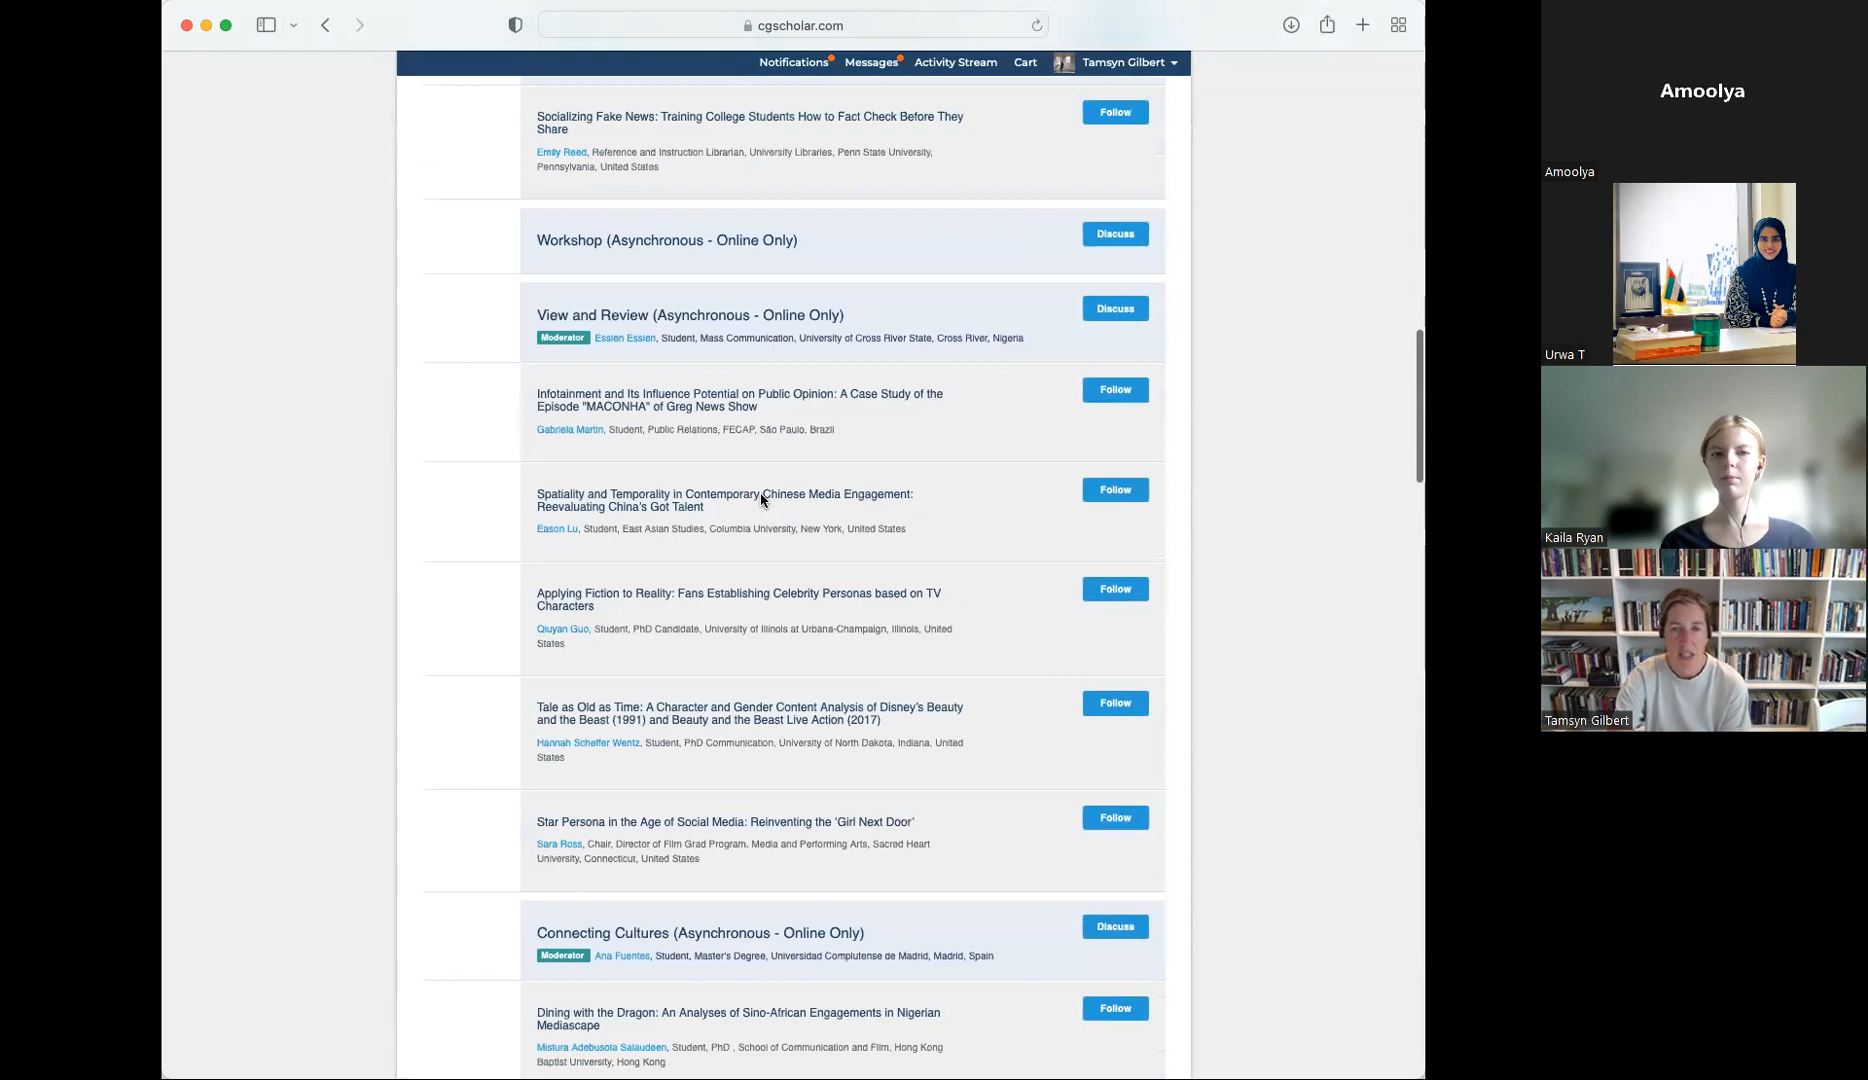 cgscholar.com
Notifications Messages Activity Stream Cart Tamsyn Gilbert
Socializing Fake News: Training College Students How to Fact Check Before They
Share
Follow
Emily Reed, Reference and Instruction Librarian, University Libraries, Penn State University,
Pennsylvania, United States
Workshop (Asynchronous - Online Only)
Discuss
View and Review (Asynchronous - Online Only)
Discuss
Moderator Essien Essien, Student, Mass Communication, University of Cross River State, Cross River, Nigeria
Infotainment and Its Influence Potential on Public Opinion: A Case Study of the
Episode "MACONHA" of Greg News Show
Follow
Gabriela Martin, Student, Public Relations, FECAP, São Paulo, Brazil
Spatiality and Temporality in Contemporary Chinese Media Engagement:
Reevaluating China's Got Talent
Follow
Eason Lu, Student, East Asian Studies, Columbia University, New York, United States
Applying Fiction to Reality: Fans Establishing Celebrity Personas based on TV
Characters
Follow
Qiuyan Guo, Student, PhD Candidate, University of Illinois at Urbana-Champaign, Illinois, United
States
Tale as Old as Time: A Character and Gender Content Analysis of Disney's Beauty
and the Beast (1991) and Beauty and the Beast Live Action (2017)
Follow
Hannah Scheffer Wentz, Student, PhD Communication, University of North Dakota, Indiana, United
States
Star Persona in the Age of Social Media: Reinventing the 'Girl Next Door'
Follow
Sara Ross, Chair, Director of Film Grad Program. Media and Performing Arts, Sacred Heart
University, Connecticut, United States
Connecting Cultures (Asynchronous - Online Only)
Discuss
Moderator Ana Fuentes, Student, Master's Degree, Universidad Complutense de Madrid, Madrid, Spain
Dining with the Dragon: An Analyses of Sino-African Engagements in Nigerian
Mediascape
Follow
Mistura Adebusola Salaudeen, Student, PhD , School of Communication and Film, Hong Kong
Baptist University, Hong Kong
Amoolya
Amoolya
Urwa T
Kaila Ryan
Tamsyn Gilbert